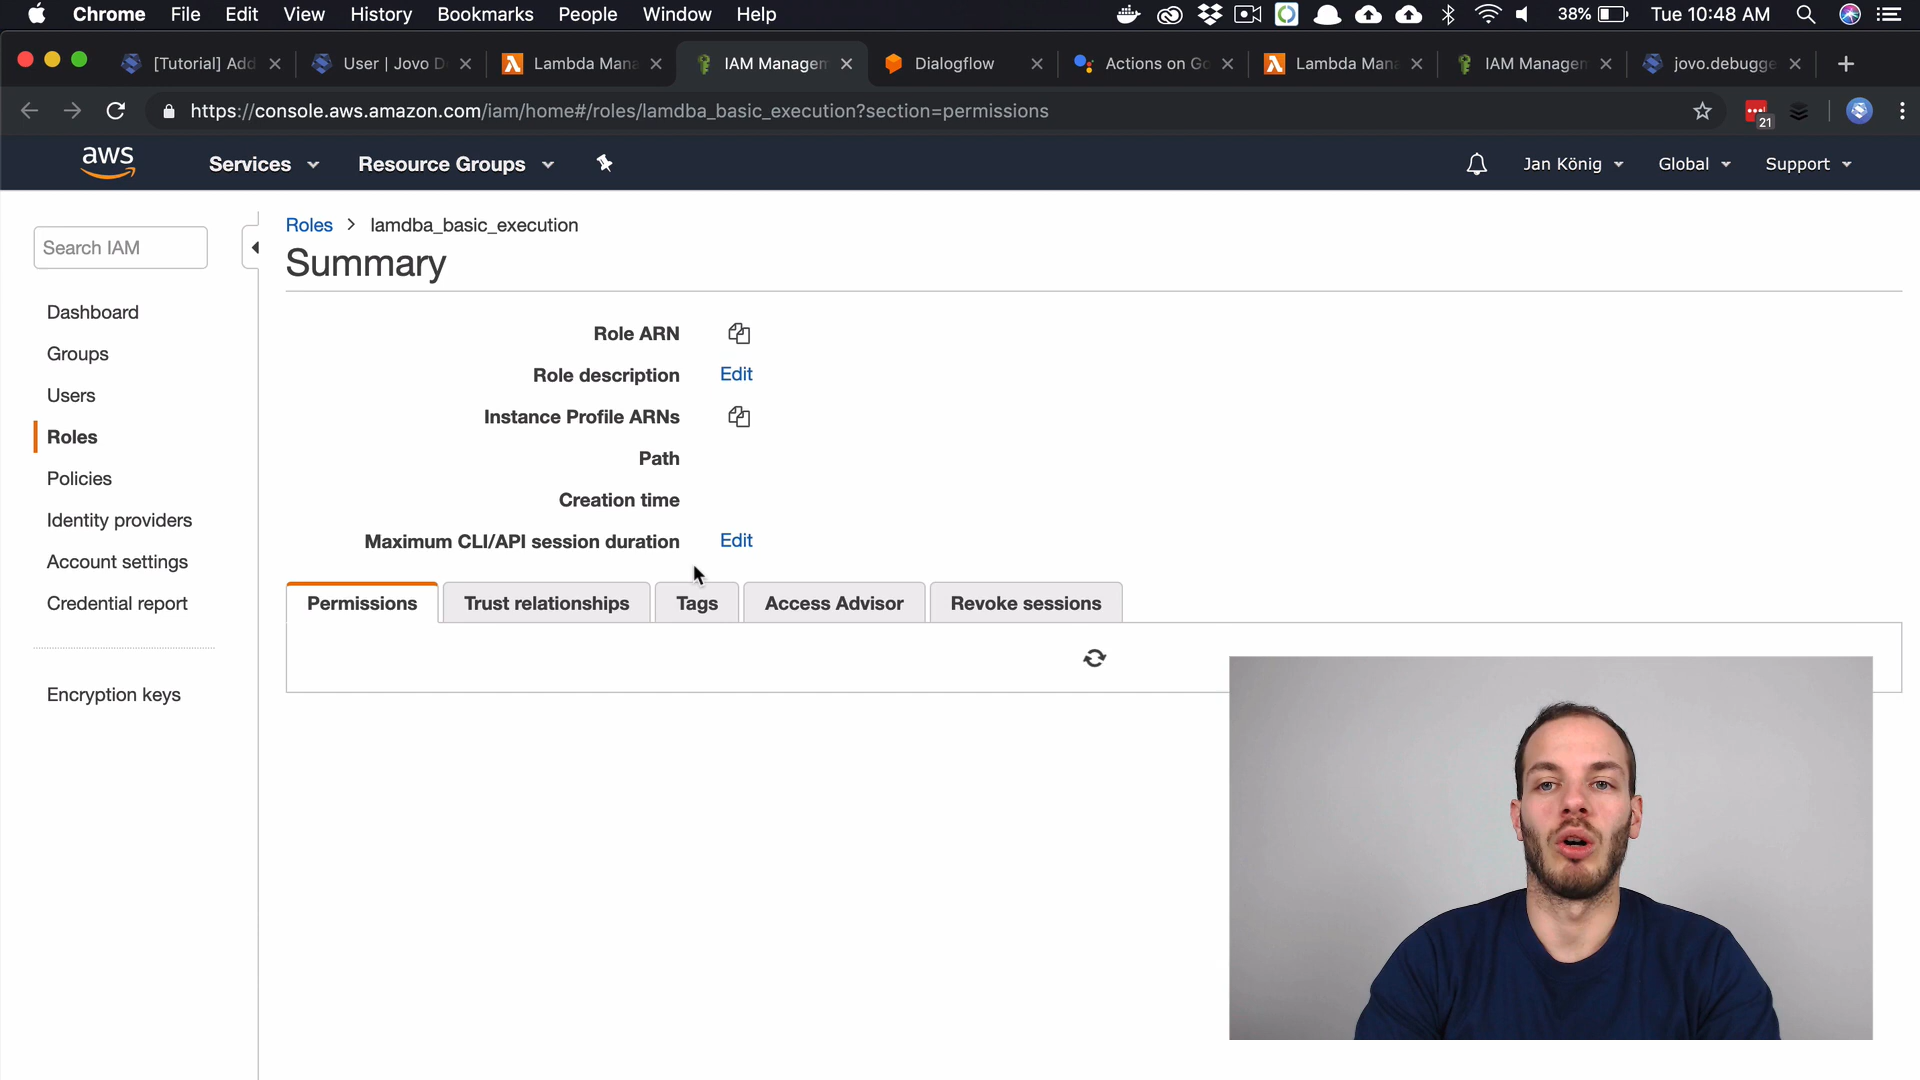 Chrome File Edit View History Bookmarks People Window Help 38% Tue 10:48 AM
[Tutorial] Add User | Jovo D Lambda Mana IAM Managem Dialogflow Actions on Go Lambda Mana IAM Managem jovo.debugge
https://console.aws.amazon.com/iam/home#/roles/lamdba_basic_execution?section=permissions 21
aws Services Resource Groups Jan König Global Support
Search IAM
Dashboard
Groups
Users
Roles
Policies
Identity providers
Account settings
Credential report
Encryption keys
Roles > lamdba_basic_execution
Summary
Role ARN
Role description Edit
Instance Profile ARNs
Path
Creation time
Maximum CLI/API session duration Edit
Permissions Trust relationships Tags Access Advisor Revoke sessions